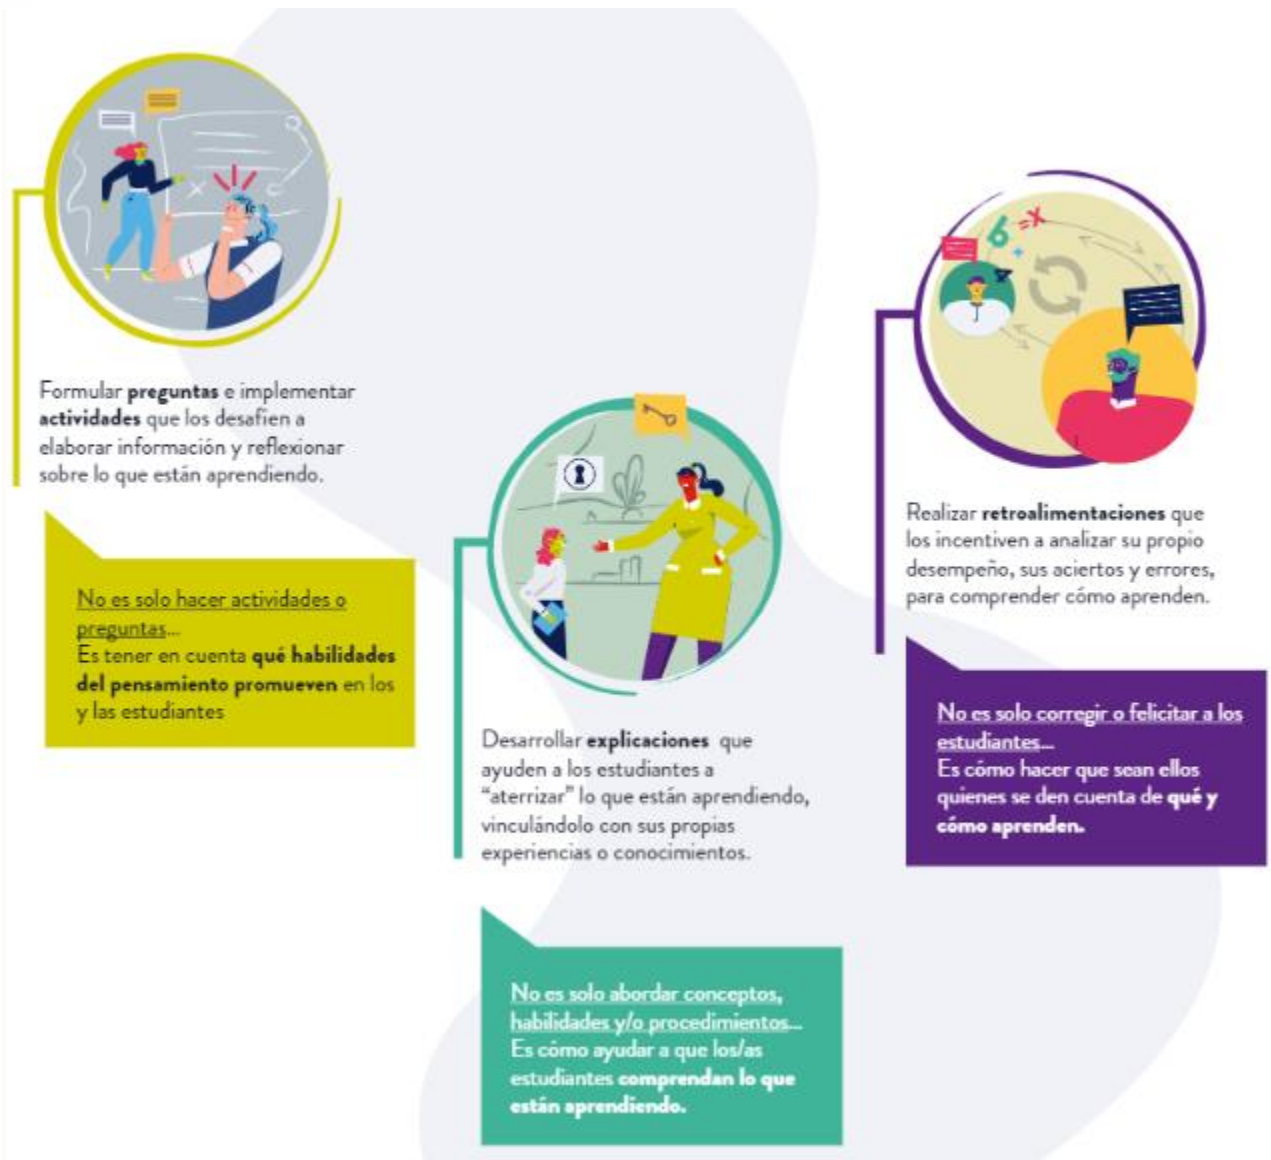 Formular preguntas e implementar
actividades que los desafíen a
elaborar información y reflexionar
sobre lo que están aprendiendo.
No es solo hacer actividades o
preguntas...
Es tener en cuenta qué habilidades
del pensamiento promueven en los
y las estudiantes
Desarrollar explicaciones que
ayuden a los estudiantes a
“aterrizar” lo que están aprendiendo,
vinculándolo con sus propias
experiencias o conocimientos.
No es solo abordar conceptos,
habilidades y/o procedimientos...
Es cómo ayudar a que los/as
estudiantes comprendan lo que
están aprendiendo.
6
=x
+
Realizar retroalimentaciones que
los incentiven a analizar su propio
desempeño, sus aciertos y errores,
para comprender cómo aprenden.
No es solo corregir o felicitar a los
estudiantes...
Es cómo hacer que sean ellos
quienes se den cuenta de qué y
cómo aprenden.